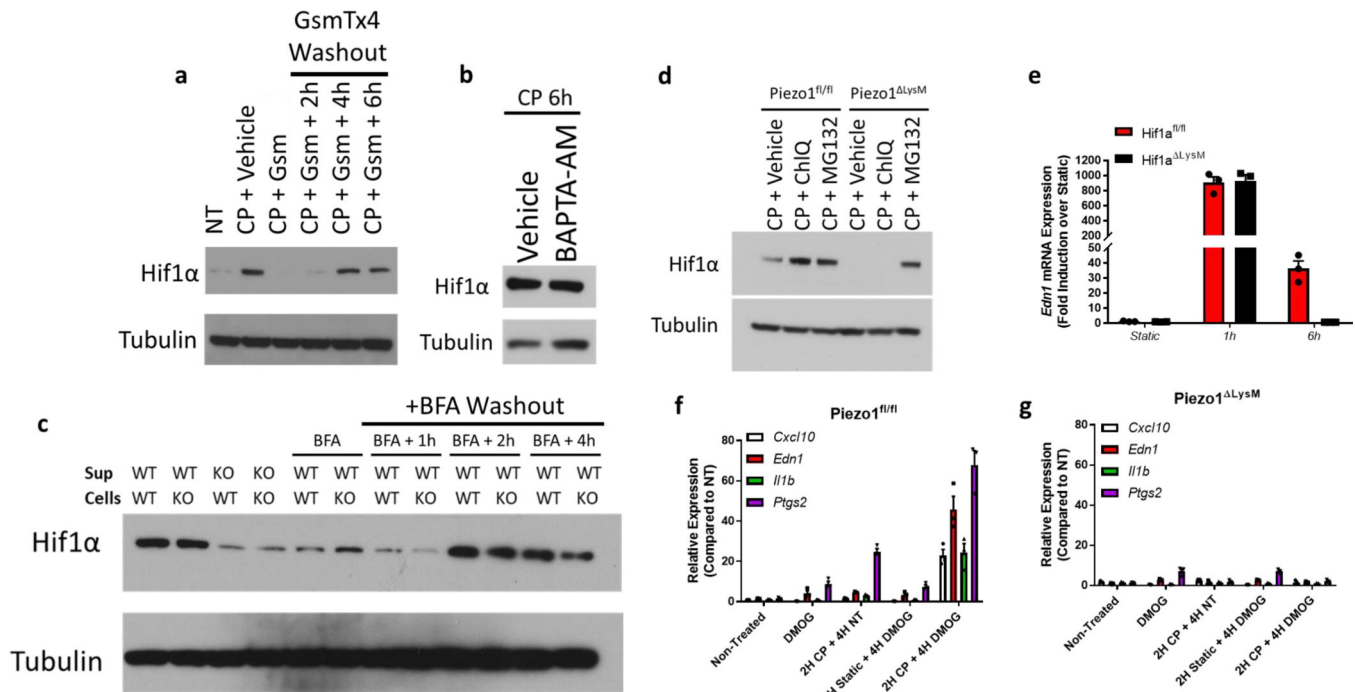 a
GsmTx4
Washout
NT
CP + Vehicle
CP + Gsm
CP + Gsm + 2h
CP + Gsm + 4h
CP + Gsm + 6h
Hif1α
Tubulin
b
CP 6h
Vehicle
BAPTA-AM
Hif1α
Tubulin
d
Piezo1fl/fl Piezo1ΔLysM
CP + Vehicle
CP + ChlQ
CP + MG132
CP + Vehicle
CP + ChlQ
CP + MG132
Hif1α
Tubulin
e
Hif1afl/fl
Hif1aΔLysM
Edn1 mRNA Expression
(Fold Induction over Static)
1200
1000
800
600
400
200
50
40
30
20
10
0
Static 1h 6h
c
+BFA Washout
BFA BFA + 1h BFA + 2h BFA + 4h
Sup WT WT KO KO WT WT WT WT WT WT WT WT
Cells WT KO WT KO WT KO WT KO WT KO WT KO
Hif1α
Tubulin
f
Piezo1fl/fl
Cxcl10
Edn1
Il1b
Ptgs2
Relative Expression
(Compared to NT)
80
60
40
20
0
Non-Treated
DMOG
2H CP + 4H NT
H Static + 4H DMOG
2H CP + 4H DMOG
g
Piezo1ΔLysM
Cxcl10
Edn1
Il1b
Ptgs2
Relative Expression
(Compared to NT)
80
60
40
20
0
Non-Treated
DMOG
2H CP + 4H NT
2H Static + 4H DMOG
2H CP + 4H DMOG